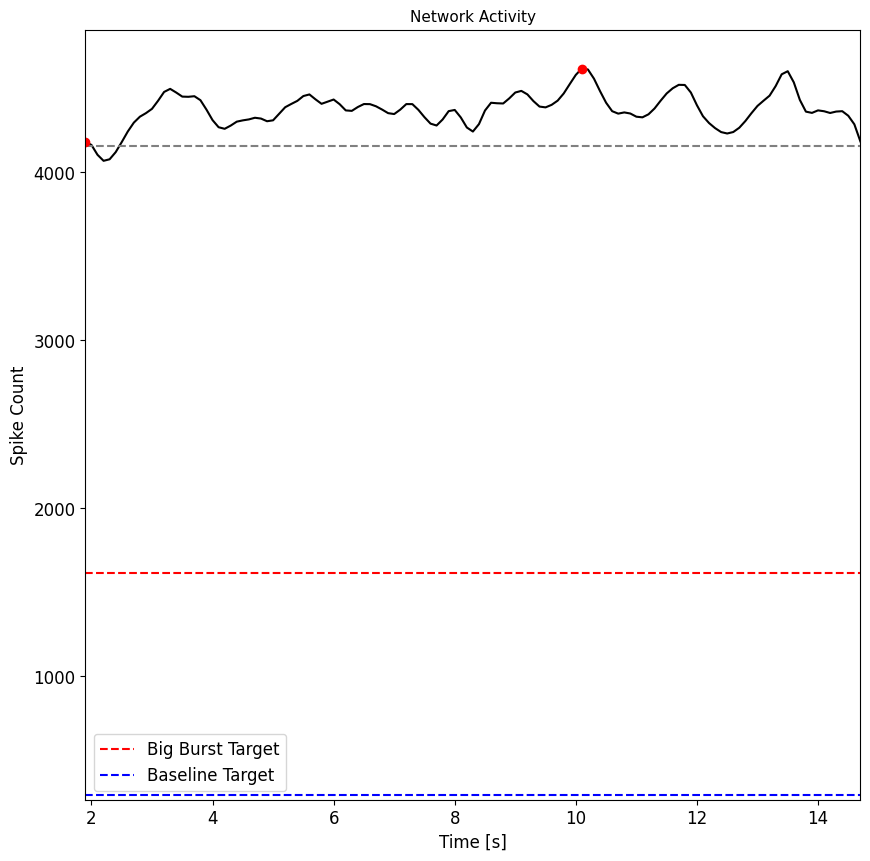 Network Activity
Spike Count
4000
3000
2000
1000
Big Burst Target
Baseline Target
2 4 6 8 10 12 14
Time [s]